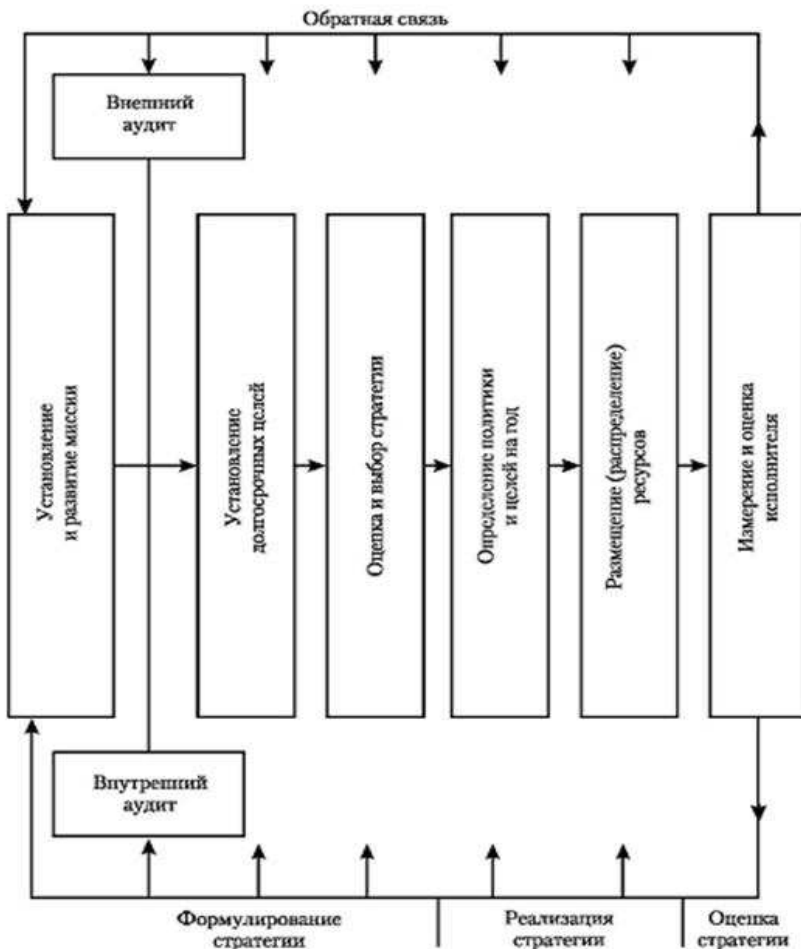 Обратная связь
Внешний
аудит
Установление
и развитие миссии
Установление
долгосрочных целей
Оценка и выбор стратегии
Определение политики
и целей на год
Размещение (распределение)
ресурсов
Измерение и оценка
исполнителя
Внутренний
аудит
Формулирование
стратегии
Реализация
стратегии
Оценка
стратегии